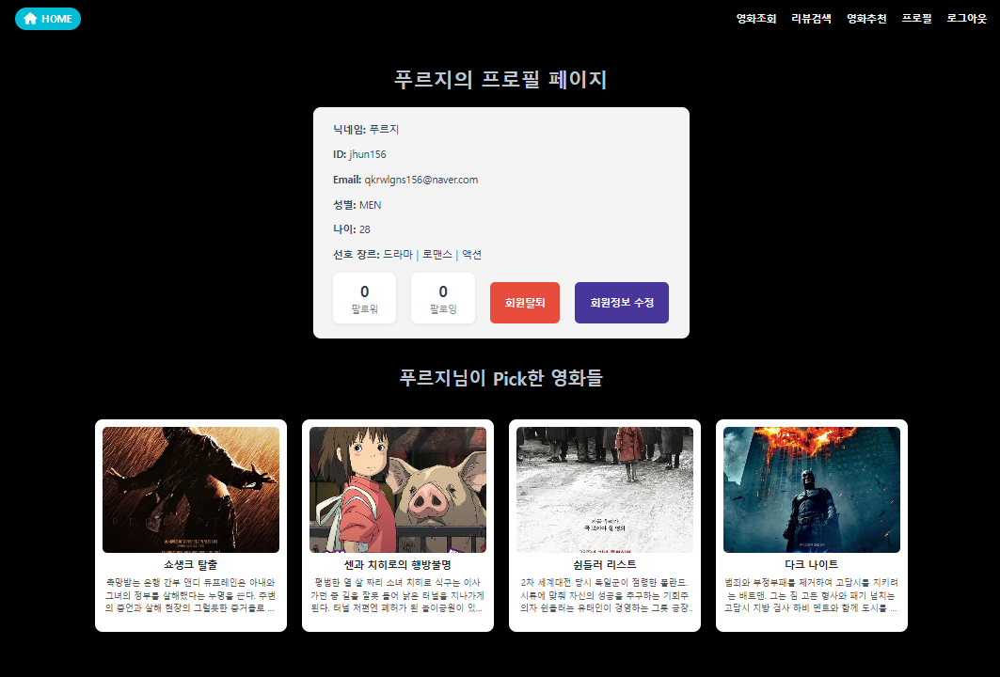 HOME
영화조회 리뷰검색 영화추천 프로필 로그아웃
푸르지의 프로필 페이지
닉네임: 푸르지
ID: jhun156
Email: qkrwlgns156@naver.com
성별: MEN
나이: 28
선호 장르: 드라마 | 로맨스 | 액션
0
팔로워
0
팔로잉
회원탈퇴
회원정보 수정
푸르지님이 Pick한 영화들
쇼생크 탈출
촉망받는 은행 간부 앤디 듀프레인은 아내와
그녀의 정부를 살해했다는 누명을 쓴다. 주변
의 증언과 살해 현장의 그럴듯한 증거들로 ...
센과 치히로의 행방불명
평범한 열 살 짜리 소녀 치히로 식구는 이사
가던 중 길을 잘못 들어 낡은 터널을 지나가게
된다. 터널 저편엔 폐허가 된 놀이공원이 있...
지금 우리가
꼭 보아야 할 명화
쉰들러 리스트
2차 세계대전 당시 독일군이 점령한 폴란드.
시류에 맞춰 자신의 성공을 추구하는 기회주
의자 쉰들러는 유태인이 경영하는 그릇 공장..
다크 나이트
범죄와 부정부패를 제거하여 고담시를 지키려
는 배트맨. 그는 짐 고든 형사와 패기 넘치는
고담시 지방 검사 하비 덴트와 함께 도시를 ...